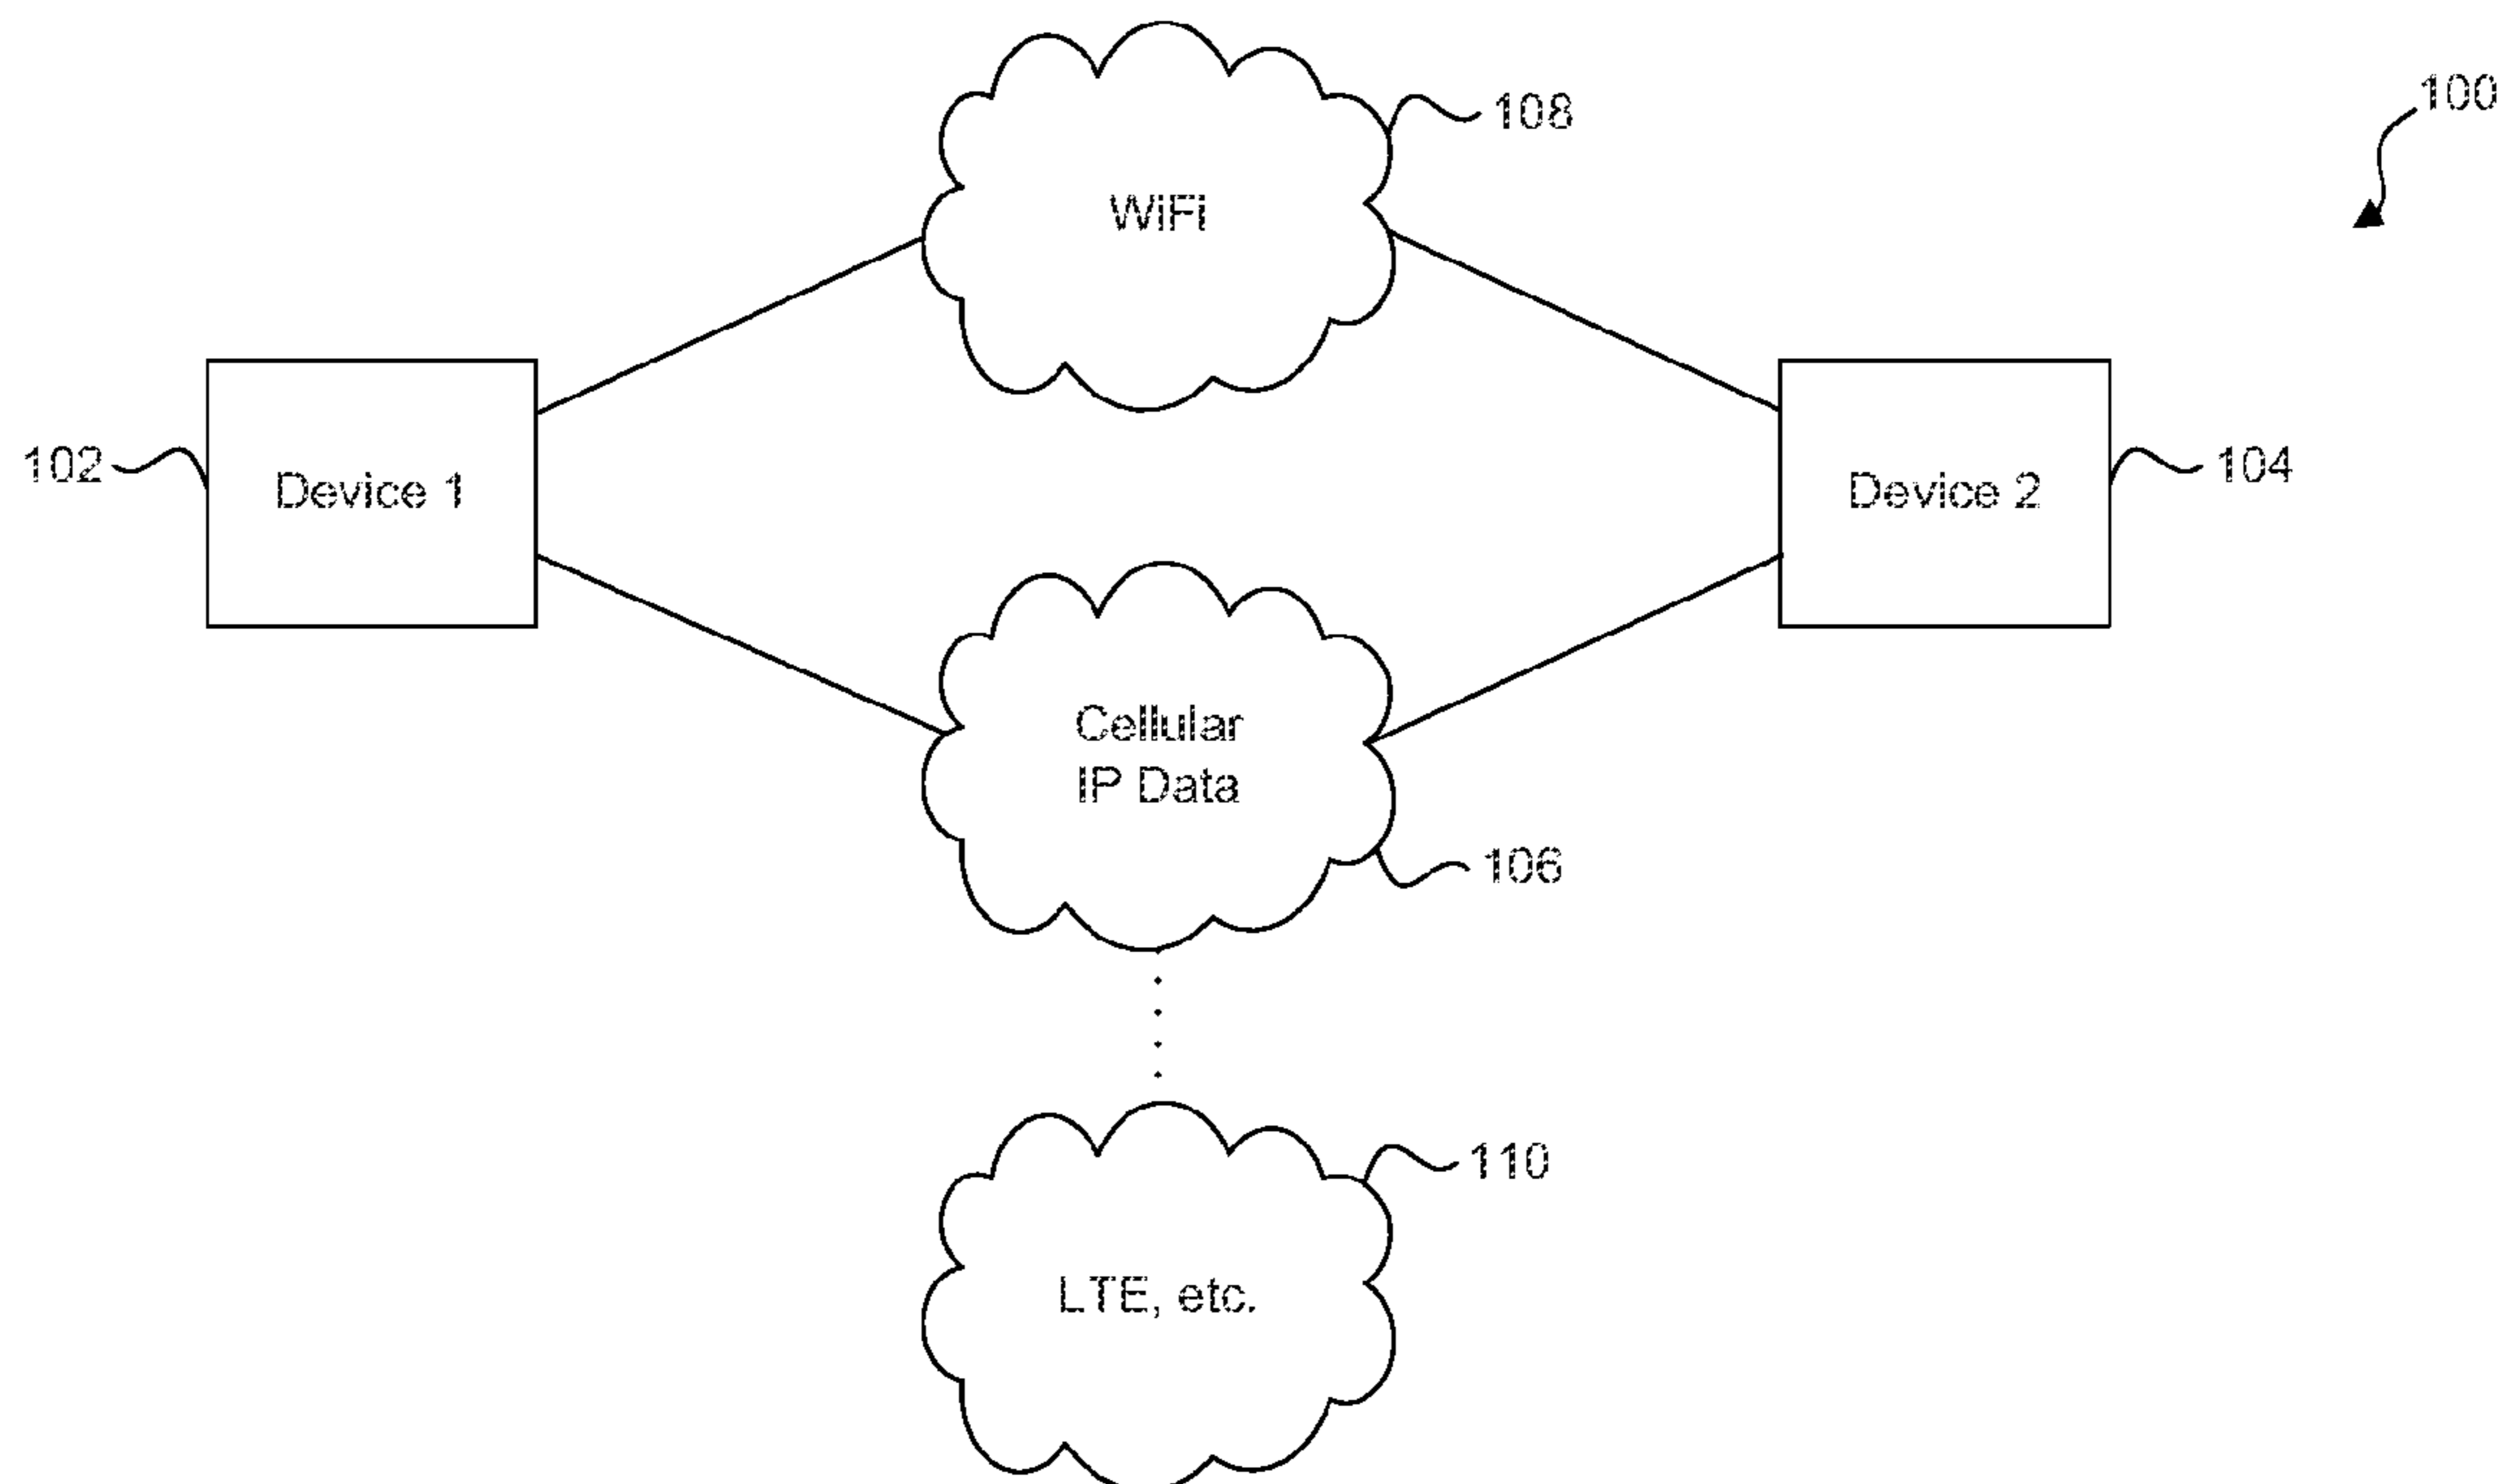 100
108
WiFi
102
Device 1
Device 2
104
Cellular
IP Data
106
110
LTE, etc.